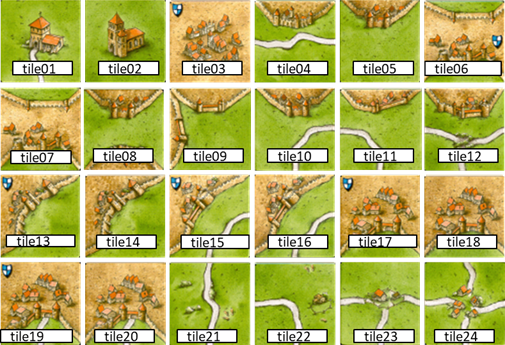 tile01 tile02 tile03 tile04 tile05 tile06
tile07 tile08 tile09 tile10 tile11 tile12
tile13 tile14 tile15 tile16 tile17 tile18
tile19 tile20 tile21 tile22 tile23 tile24